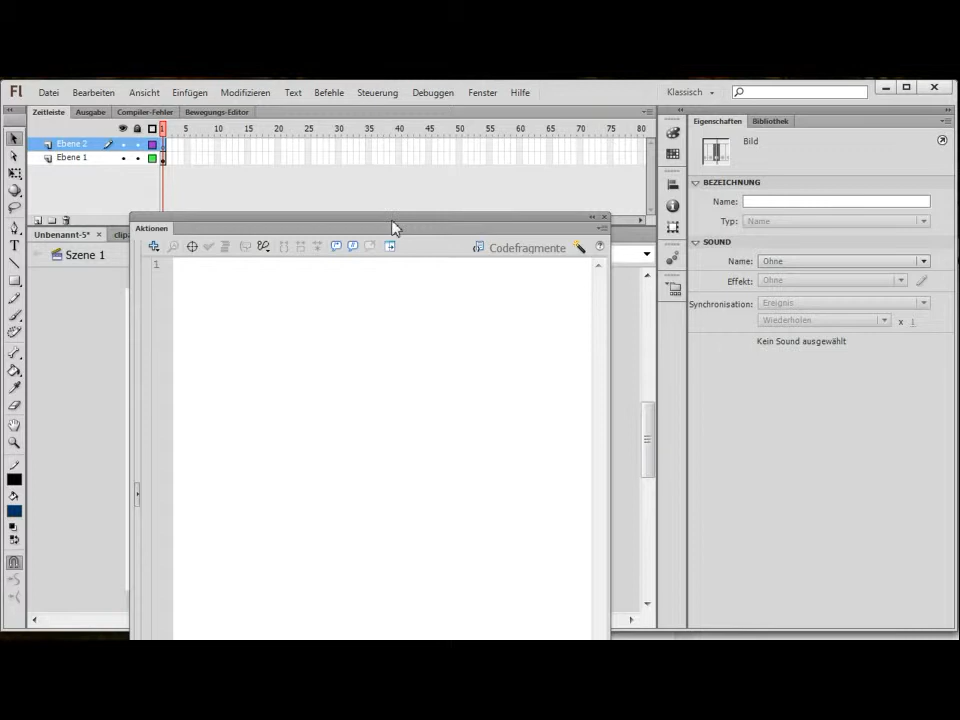 Fl Datei Bearbeiten Ansicht Einfügen Modifizieren Text Befehle Steuerung Debuggen Fenster Hilfe Klassisch
Zeitleiste Ausgabe Compiler-Fehler Bewegungs-Editor
1 5 10 15 20 25 30 35 40 45 50 55 60 65 70 75 80
Ebene 2
Ebene 1
Unbenannt-5*
Szene 1
Aktionen
Codefragmente
1
Eigenschaften Bibliothek
Bild
BEZEICHNUNG
Name:
Typ: Name
SOUND
Name: Ohne
Effekt: Ohne
Synchronisation: Ereignis
Wiederholen x 1
Kein Sound ausgewählt